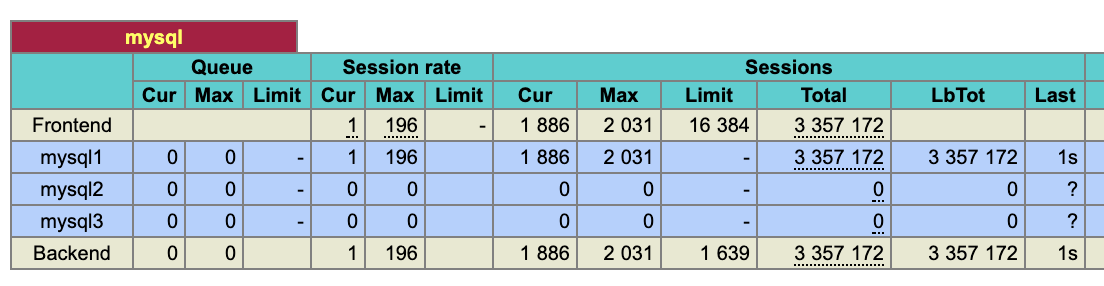 mysql
Queue Session rate Sessions
Cur Max Limit Cur Max Limit Cur Max Limit Total LbTot Last
Frontend 1 196 - 1 886 2 031 16 384 3 357 172
mysql1 0 0 - 1 196 1 886 2 031 - 3 357 172 3 357 172 1s
mysql2 0 0 - 0 0 0 0 - 0 0 ?
mysql3 0 0 - 0 0 0 0 - 0 0 ?
Backend 0 0 1 196 1 886 2 031 1 639 3 357 172 3 357 172 1s